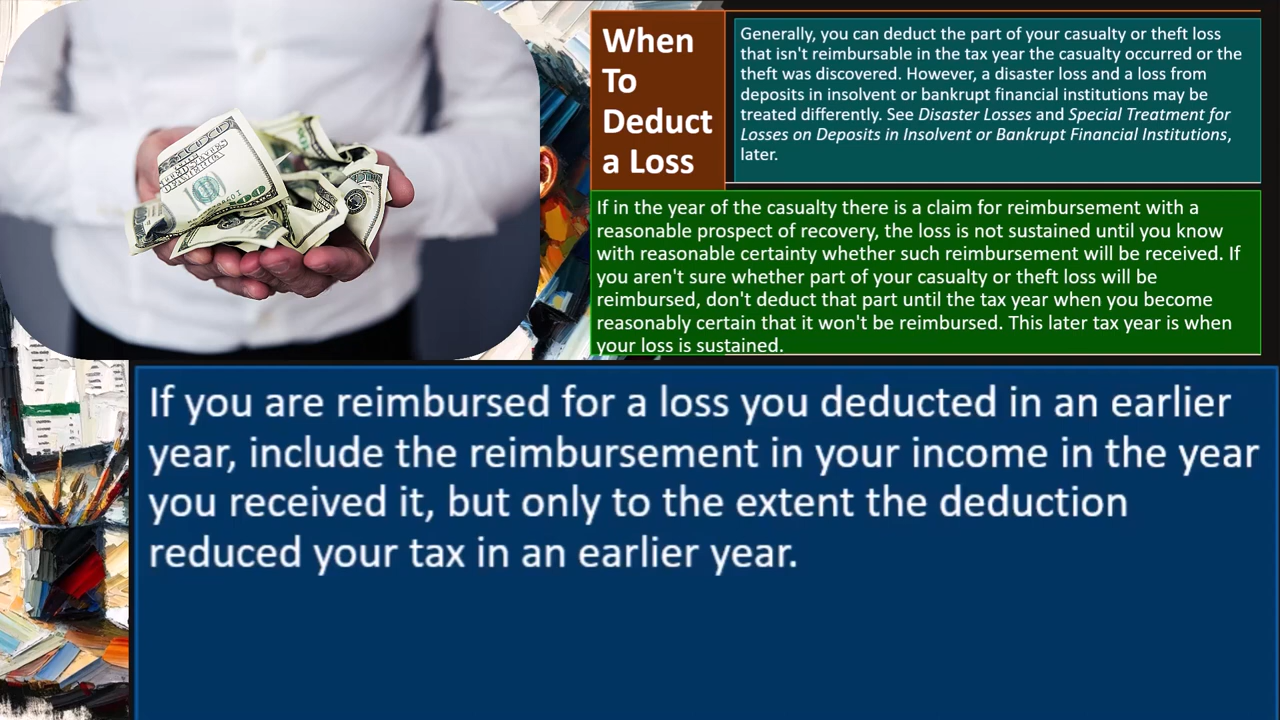 When
To
Deduct
a Loss
Generally, you can deduct the part of your casualty or theft loss
that isn't reimbursable in the tax year the casualty occurred or the
theft was discovered. However, a disaster loss and a loss from
deposits in insolvent or bankrupt financial institutions may be
treated differently. See Disaster Losses and Special Treatment for
Losses on Deposits in Insolvent or Bankrupt Financial Institutions,
later.
If in the year of the casualty there is a claim for reimbursement with a
reasonable prospect of recovery, the loss is not sustained until you know
with reasonable certainty whether such reimbursement will be received. If
you aren't sure whether part of your casualty or theft loss will be
reimbursed, don't deduct that part until the tax year when you become
reasonably certain that it won't be reimbursed. This later tax year is when
your loss is sustained.
If you are reimbursed for a loss you deducted in an earlier
year, include the reimbursement in your income in the year
you received it, but only to the extent the deduction
reduced your tax in an earlier year.